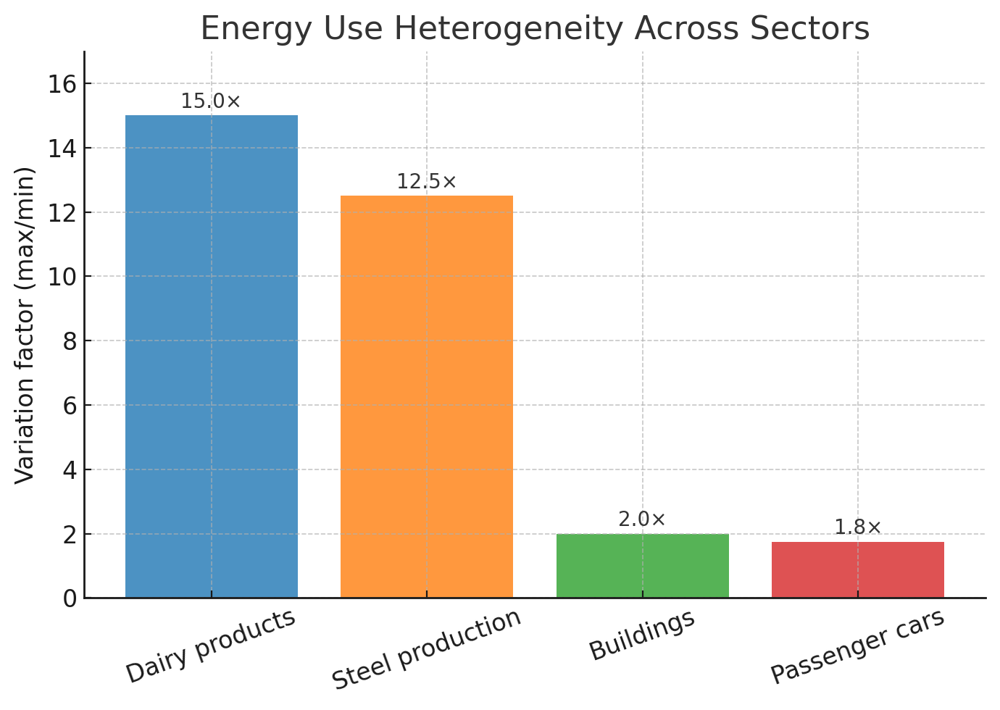 Energy Use Heterogeneity Across Sectors
Variation factor (max/min)
16
14
12
10
8
6
4
2
0
15.0×
12.5×
2.0×
1.8×
Dairy products
Steel production
Buildings
Passenger cars